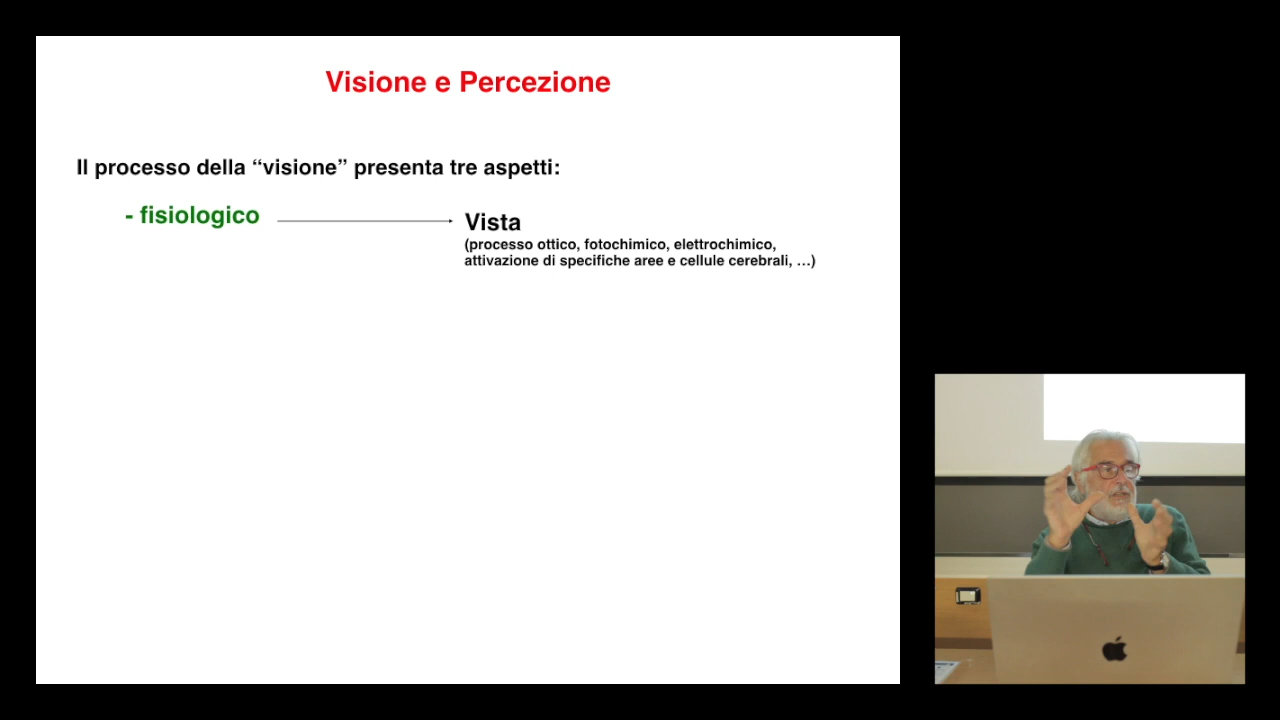 Visione e Percezione
Il processo della “visione” presenta tre aspetti:
- fisiologico
Vista
(processo ottico, fotochimico, elettrochimico,
attivazione di specifiche aree e cellule cerebrali, ...)